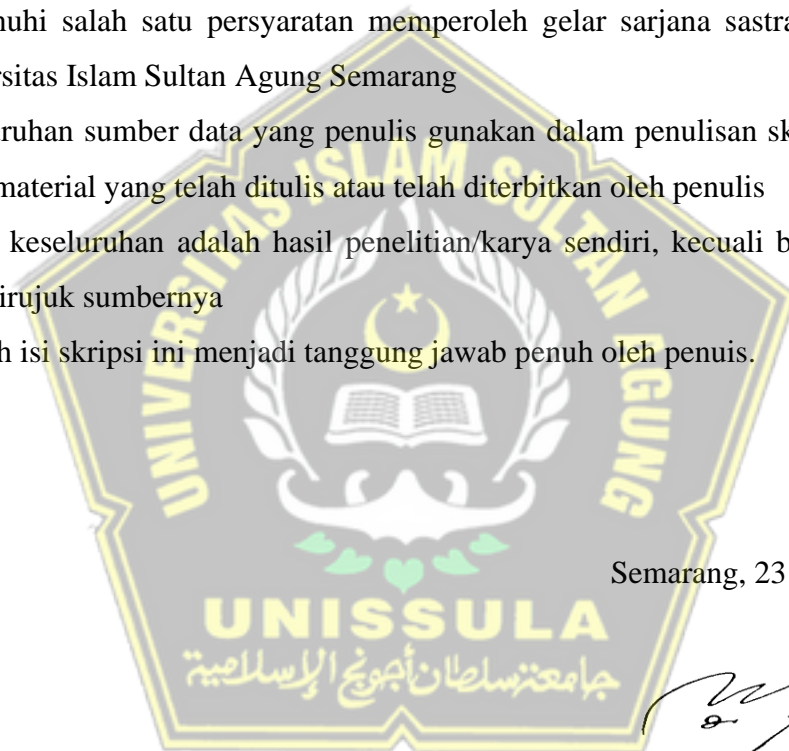 nuhi salah satu persyaratan memperoleh gelar sarjana sastra
rsitas Islam Sultan Agung Semarang
ruhan sumber data yang penulis gunakan dalam penulisan sk
material yang telah ditulis atau telah diterbitkan oleh penulis
keseluruhan adalah hasil penelitian/karya sendiri, kecuali b
irujuk sumbernya
h isi skripsi ini menjadi tanggung jawab penuh oleh penuis.
UNIVERSITAS ISLAM SULTAN AGUNG
Semarang, 23
UNISSULA
جامعة سلطان أجونج الإسلامية